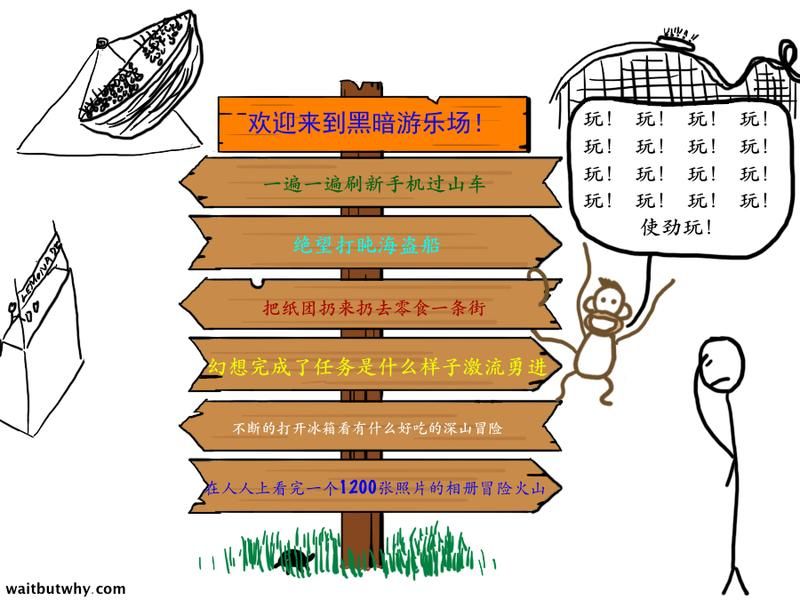 欢迎来到黑暗游乐场!
一遍一遍刷新手机过山车
绝望打盹海盗船
把纸团扔来扔去零食一条街
幻想完成了任务是什么样子激流勇进
不断的打开冰箱看有什么好吃的深山冒险
在人人上看完一个1200张照片的相册冒险火山
玩! 玩! 玩! 玩!
玩! 玩! 玩! 玩!
玩! 玩! 玩! 玩!
玩! 玩! 玩! 玩!
使劲玩!
LEMONADE
waitbutwhy.com